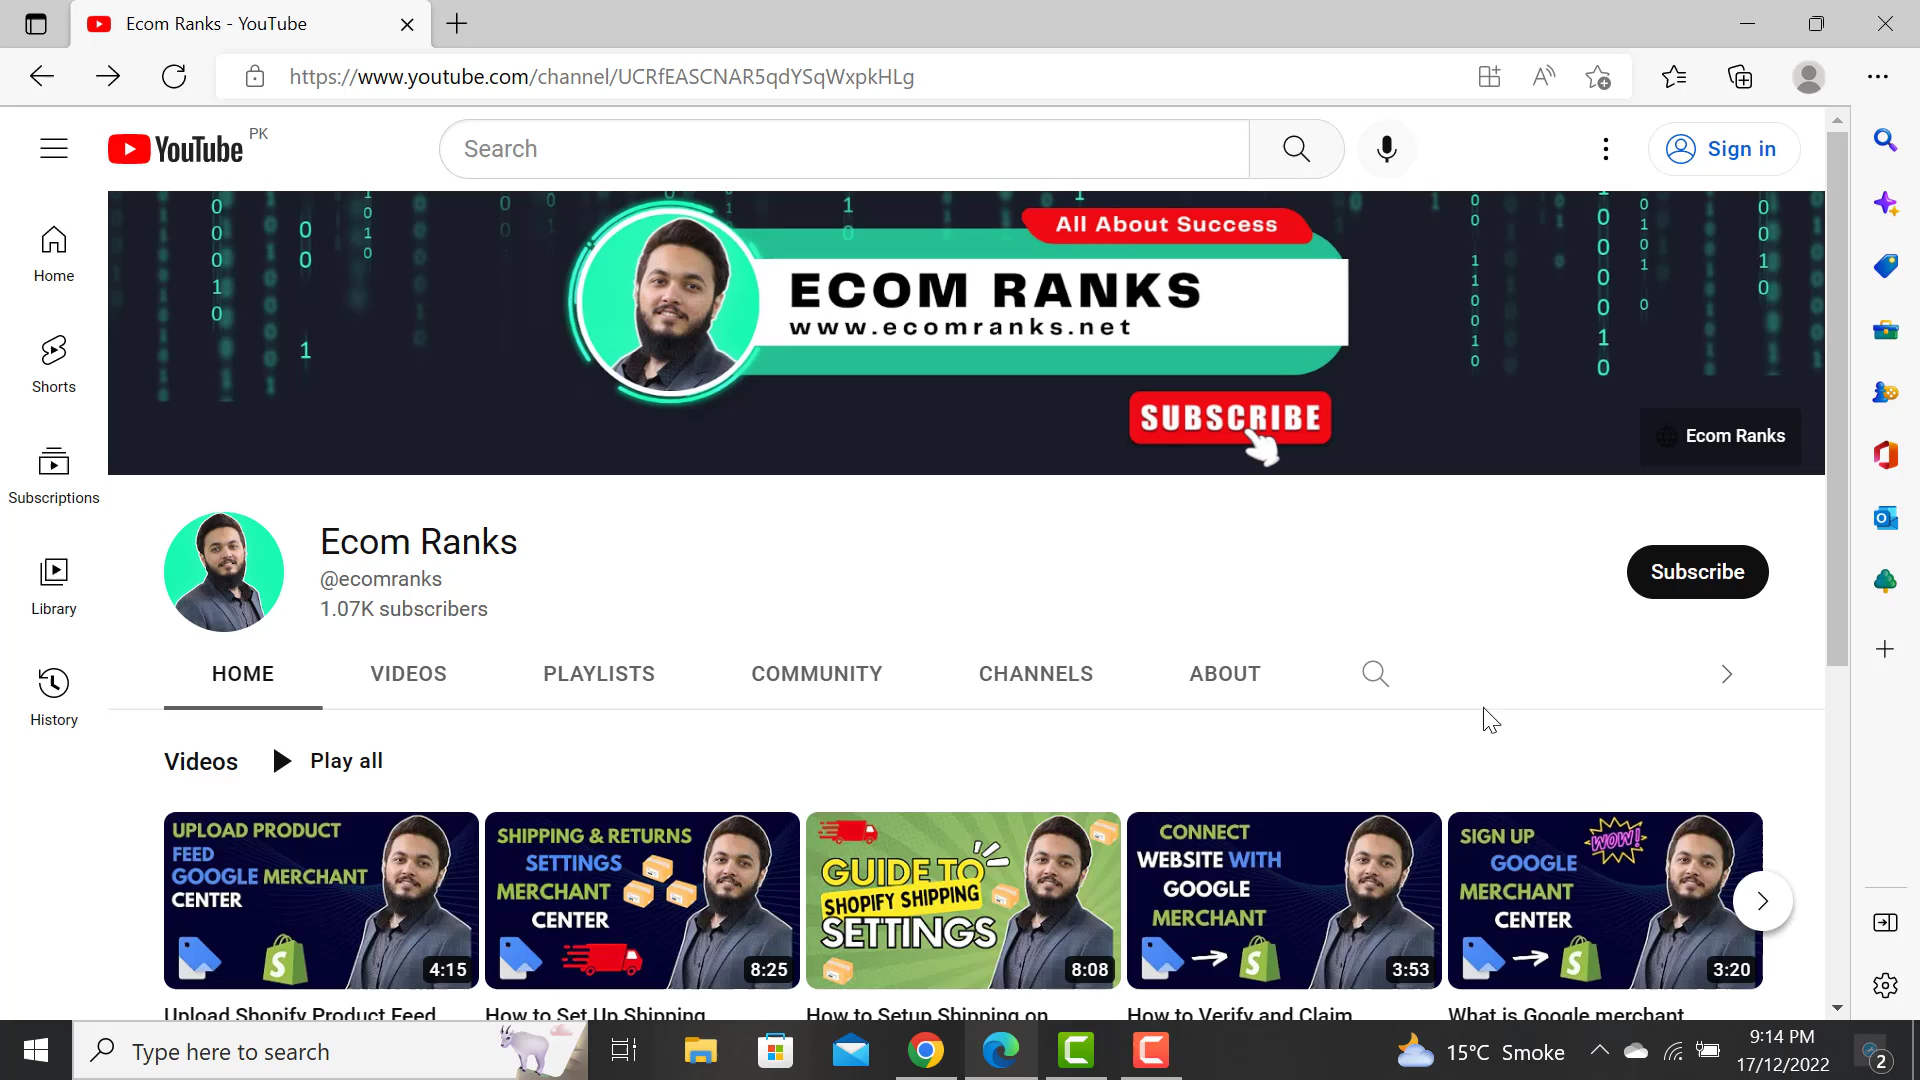 Ecom Ranks - YouTube
https://www.youtube.com/channel/UCRfEASCNAR5qdYSqWxpkHLg
YouTube PK
Search
Sign in
Home
Shorts
Subscriptions
Library
History
All About Success
ECOM RANKS
www.ecomranks.net
SUBSCRIBE
Ecom Ranks
Ecom Ranks
@ecomranks
1.07K subscribers
Subscribe
HOME VIDEOS PLAYLISTS COMMUNITY CHANNELS ABOUT
Videos Play all
UPLOAD PRODUCT
FEED
GOOGLE MERCHANT
CENTER
4:15
SHIPPING & RETURNS
SETTINGS
MERCHANT
CENTER
8:25
GUIDE TO
SHOPIFY SHIPPING
SETTINGS
8:08
CONNECT
WEBSITE WITH
GOOGLE
MERCHANT
3:53
SIGN UP WOW!
GOOGLE
MERCHANT
CENTER
3:20
Upload Shopify Product Feed
How to Set Up Shipping
How to Setup Shipping on
How to Verify and Claim
What is Google merchant
Type here to search
15°C Smoke
9:14 PM
17/12/2022
2